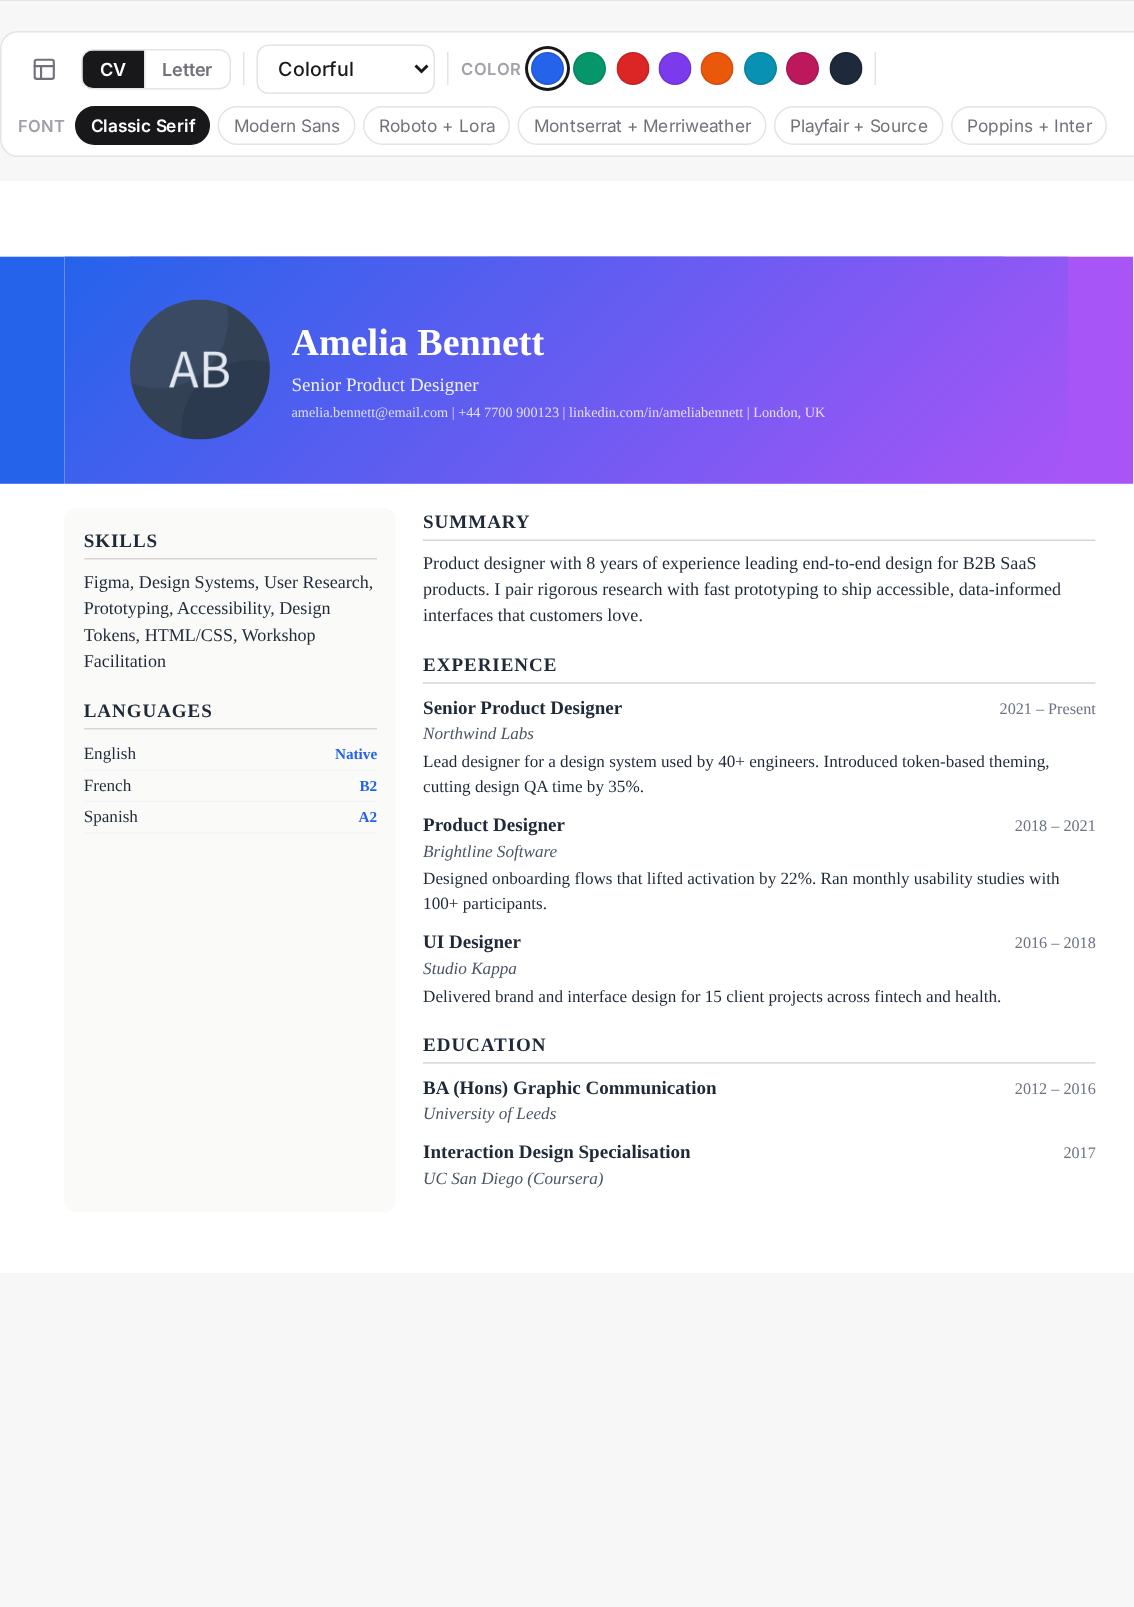 CV Letter Colorful COLOR
FONT Classic Serif Modern Sans Roboto + Lora Montserrat + Merriweather Playfair + Source Poppins + Inter
AB
Amelia Bennett
Senior Product Designer
amelia.bennett@email.com | +44 7700 900123 | linkedin.com/in/ameliabennett | London, UK
SKILLS
Figma, Design Systems, User Research,
Prototyping, Accessibility, Design
Tokens, HTML/CSS, Workshop
Facilitation
LANGUAGES
English Native
French B2
Spanish A2
SUMMARY
Product designer with 8 years of experience leading end-to-end design for B2B SaaS
products. I pair rigorous research with fast prototyping to ship accessible, data-informed
interfaces that customers love.
EXPERIENCE
Senior Product Designer 2021 – Present
Northwind Labs
Lead designer for a design system used by 40+ engineers. Introduced token-based theming,
cutting design QA time by 35%.
Product Designer 2018 – 2021
Brightline Software
Designed onboarding flows that lifted activation by 22%. Ran monthly usability studies with
100+ participants.
UI Designer 2016 – 2018
Studio Kappa
Delivered brand and interface design for 15 client projects across fintech and health.
EDUCATION
BA (Hons) Graphic Communication 2012 – 2016
University of Leeds
Interaction Design Specialisation 2017
UC San Diego (Coursera)